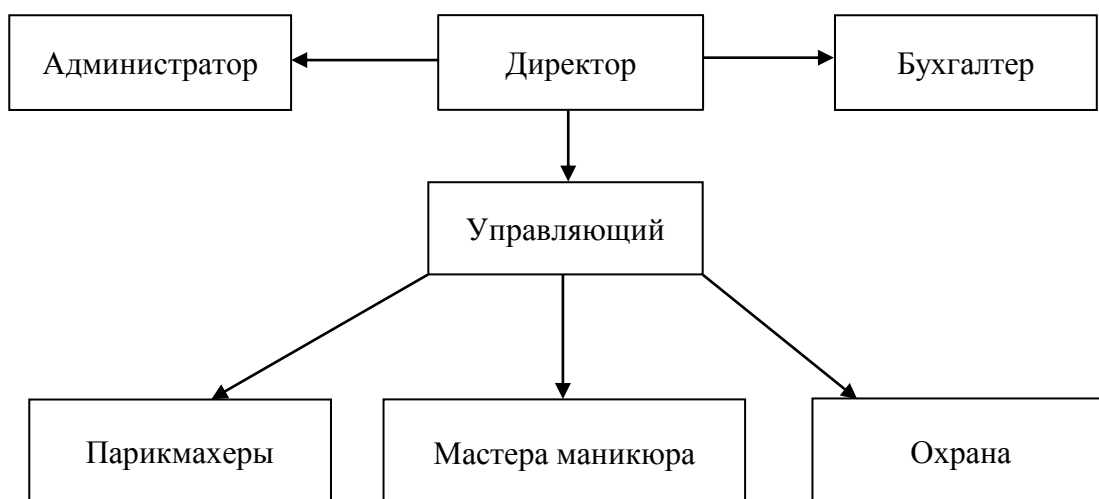 Администратор
Директор
Бухгалтер
Управляющий
Парикмахеры
Мастера маникюра
Охрана